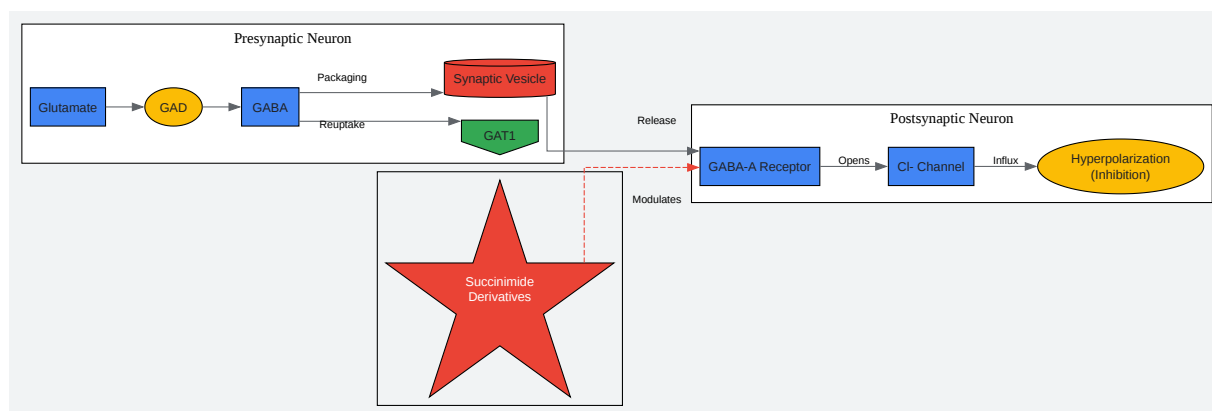 Presynaptic Neuron
Glutamate
GAD
GABA
Packaging
Synaptic Vesicle
Reuptake
GAT1
Release
Postsynaptic Neuron
GABA-A Receptor
Opens
Cl- Channel
Influx
Hyperpolarization
(Inhibition)
Modulates
Succinimide
Derivatives